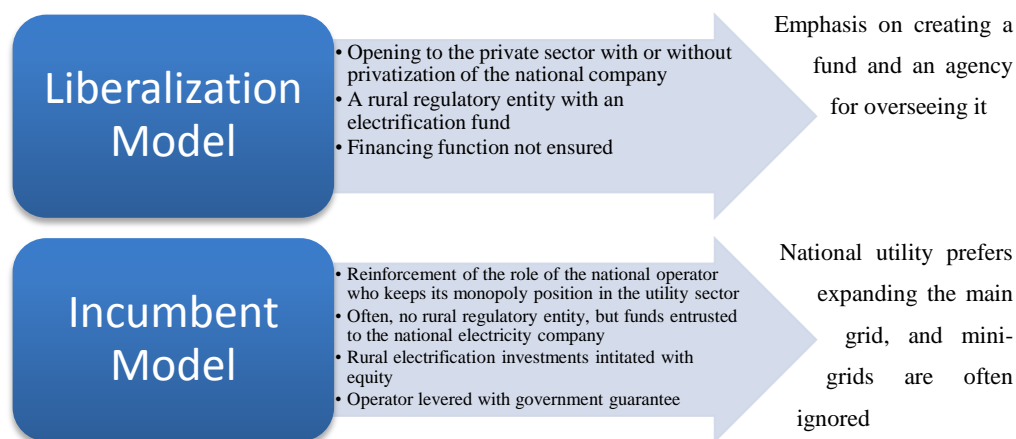 Liberalization
Model
• Opening to the private sector with or without
privatization of the national company
• A rural regulatory entity with an
electrification fund
• Financing function not ensured
Emphasis on creating a
fund and an agency
for overseeing it
Incumbent
Model
• Reinforcement of the role of the national operator
who keeps its monopoly position in the utility sector
• Often, no rural regulatory entity, but funds entrusted
to the national electricity company
• Rural electrification investments intitated with
equity
• Operator levered with government guarantee
National utility prefers
expanding the main
grid, and mini-
grids are often
ignored